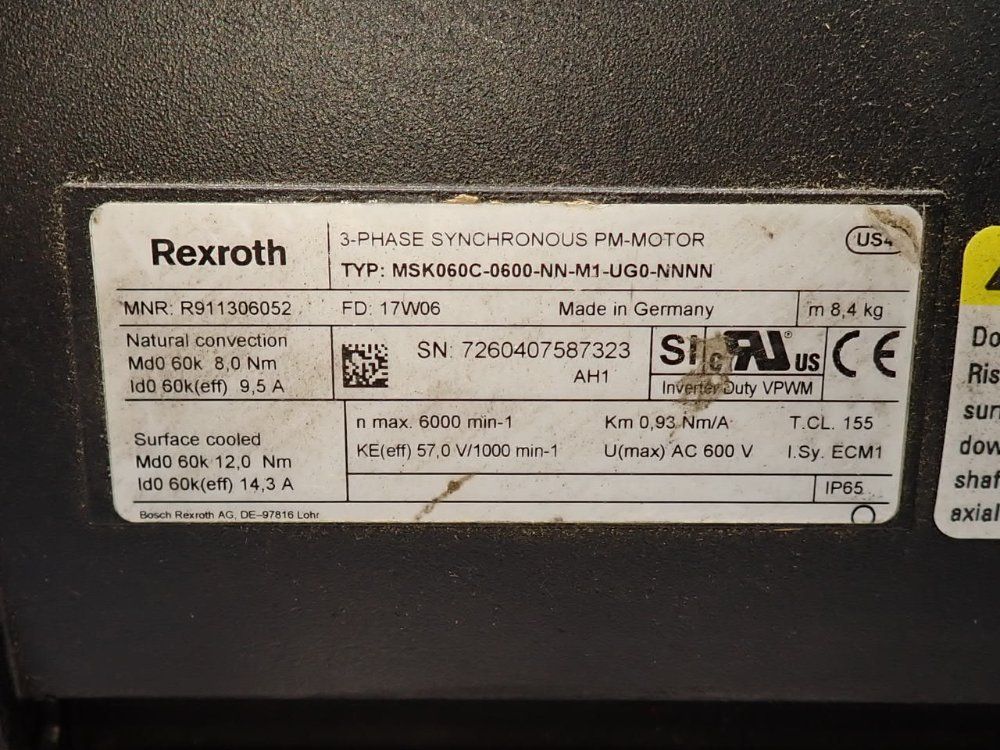 Rexroth
3-PHASE SYNCHRONOUS PM-MOTOR
TYP: MSK060C-0600-NN-M1-UG0-NNNN
MNR: R911306052
FD: 17W06
Made in Germany
m 8,4 kg
Natural convection
Md0 60k 8,0 Nm
Id0 60k(eff) 9,5 A
SN: 7260407587323
AH1
c RU US
CE
Inverter Duty VPWM
Surface cooled
Md0 60k 12,0 Nm
Id0 60k(eff) 14,3 A
n max. 6000 min-1
Km 0,93 Nm/A
T.CL. 155
KE(eff) 57,0 V/1000 min-1
U(max) AC 600 V
I.Sy. ECM1
IP65
Bosch Rexroth AG, DE-97816 Lohr
Do
Ris
sur
dow
shaf
axial